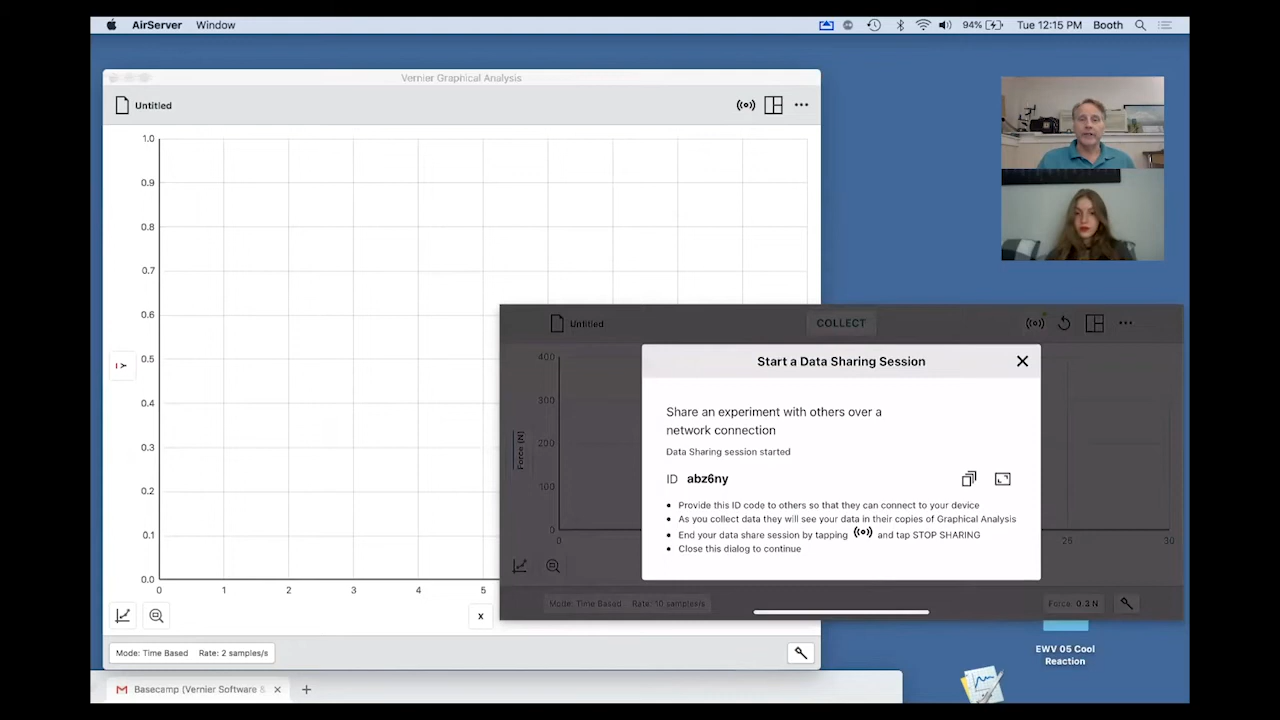 AirServer Window 94% Tue 12:15 PM Booth
Vernier Graphical Analysis
Untitled
1.0
0.9
0.8
0.7
0.6
0.5
0.4
0.3
0.2
0.1
0.0
Y
0 1 2 3 4 5
X
Mode: Time Based Rate: 2 samples/s
Untitled COLLECT
400
300
200
100
0
Force (N)
0 26 30
Mode: Time Based Rate: 10 samples/s Force: 0.3 N
Start a Data Sharing Session
Share an experiment with others over a
network connection
Data Sharing session started
ID abz6ny
• Provide this ID code to others so that they can connect to your device
• As you collect data they will see your data in their copies of Graphical Analysis
• End your data share session by tapping and tap STOP SHARING
• Close this dialog to continue
EWV 05 Cool
Reaction
Basecamp (Vernier Software &